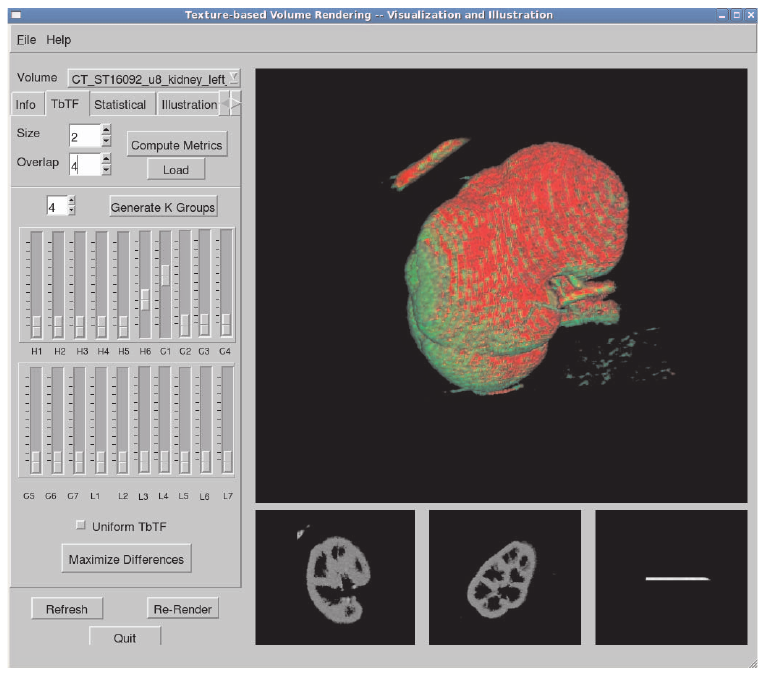 Texture-based Volume Rendering -- Visualization and Illustration
File Help
Volume CT_ST16092_u8_kidney_left_
Info TbTF Statistical Illustration
Size 2
Compute Metrics
Overlap 4
Load
4 Generate K Groups
H1 H2 H3 H4 H5 H6 G1 G2 G3 G4
G5 G6 G7 L1 L2 L3 L4 L5 L6 L7
Uniform TbTF
Maximize Differences
Refresh Re-Render
Quit